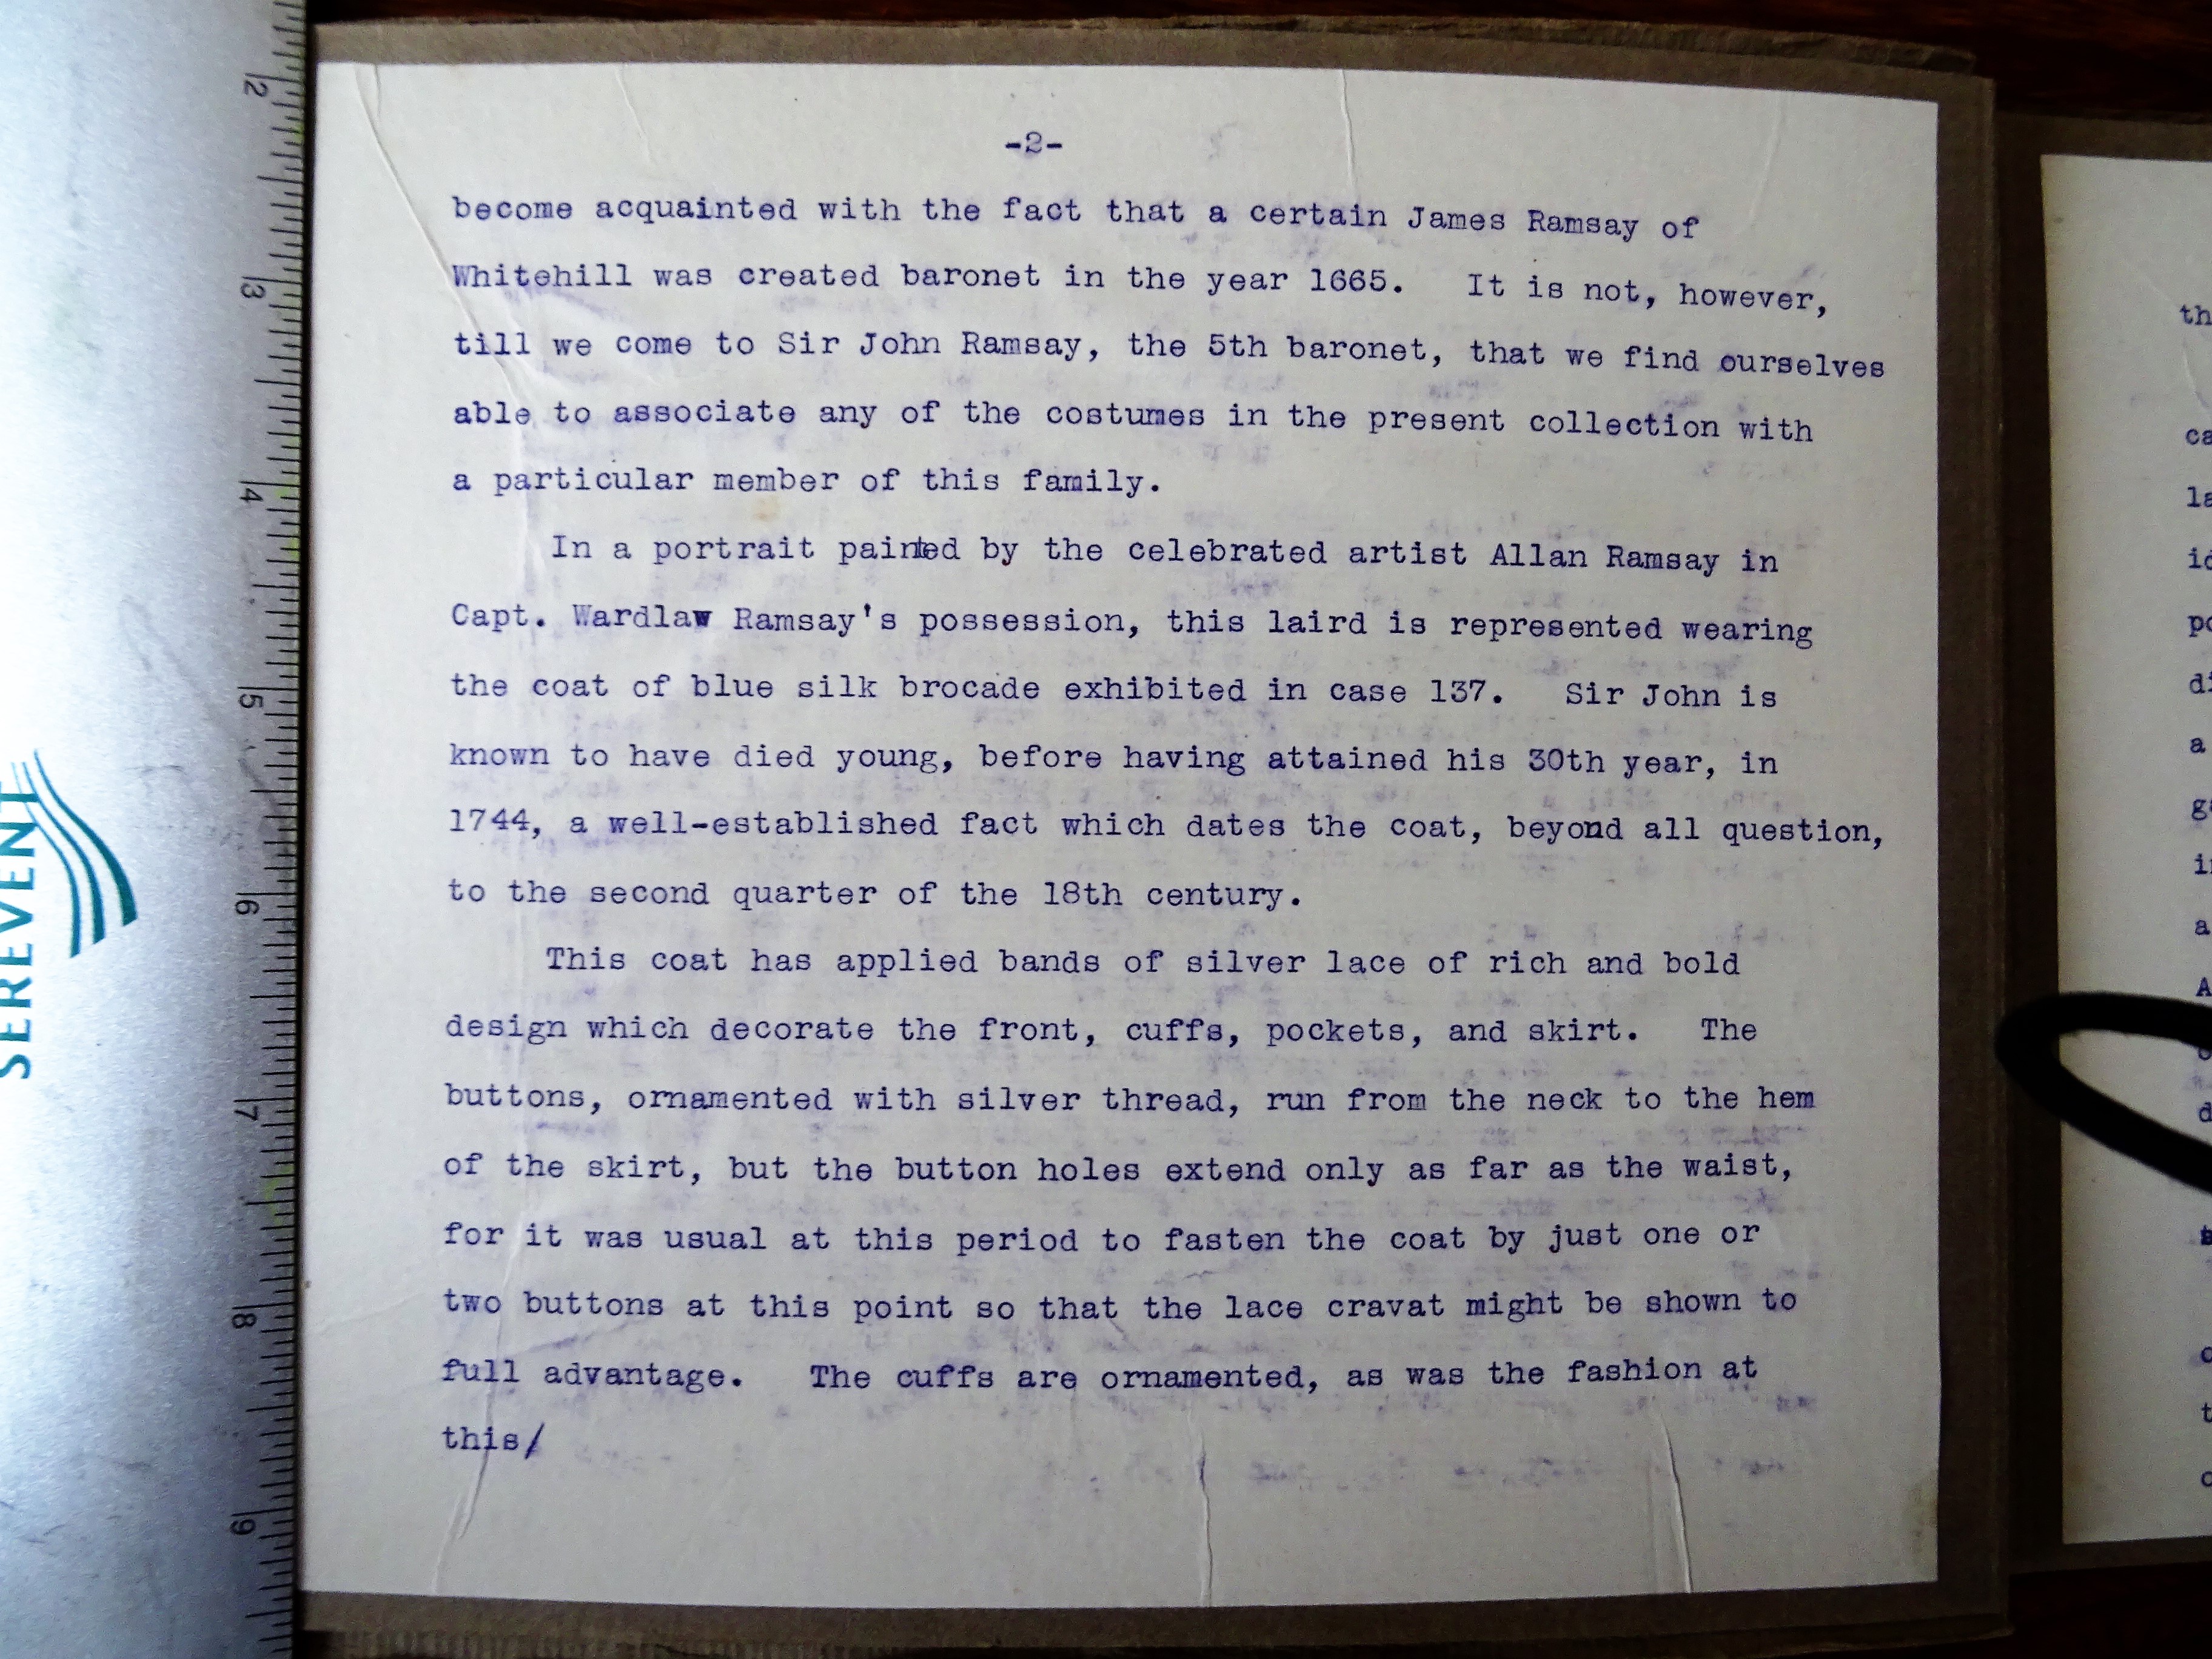 -2-
become acquainted with the fact that a certain James Ramsay of
Whitehill was created baronet in the year 1665. It is not, however,
till we come to Sir John Ramsay, the 5th baronet, that we find ourselves
able to associate any of the costumes in the present collection with
a particular member of this family.
In a portrait painted by the celebrated artist Allan Ramsay in
Capt. Wardlaw Ramsay's possession, this laird is represented wearing
the coat of blue silk brocade exhibited in case 137. Sir John is
known to have died young, before having attained his 30th year, in
1744, a well-established fact which dates the coat, beyond all question,
to the second quarter of the 18th century.
This coat has applied bands of silver lace of rich and bold
design which decorate the front, cuffs, pockets, and skirt. The
buttons, ornamented with silver thread, run from the neck to the hem
of the skirt, but the button holes extend only as far as the waist,
for it was usual at this period to fasten the coat by just one or
two buttons at this point so that the lace cravat might be shown to
full advantage. The cuffs are ornamented, as was the fashion at
this/
SEREVENT
2
3
4
5
6
7
8
9